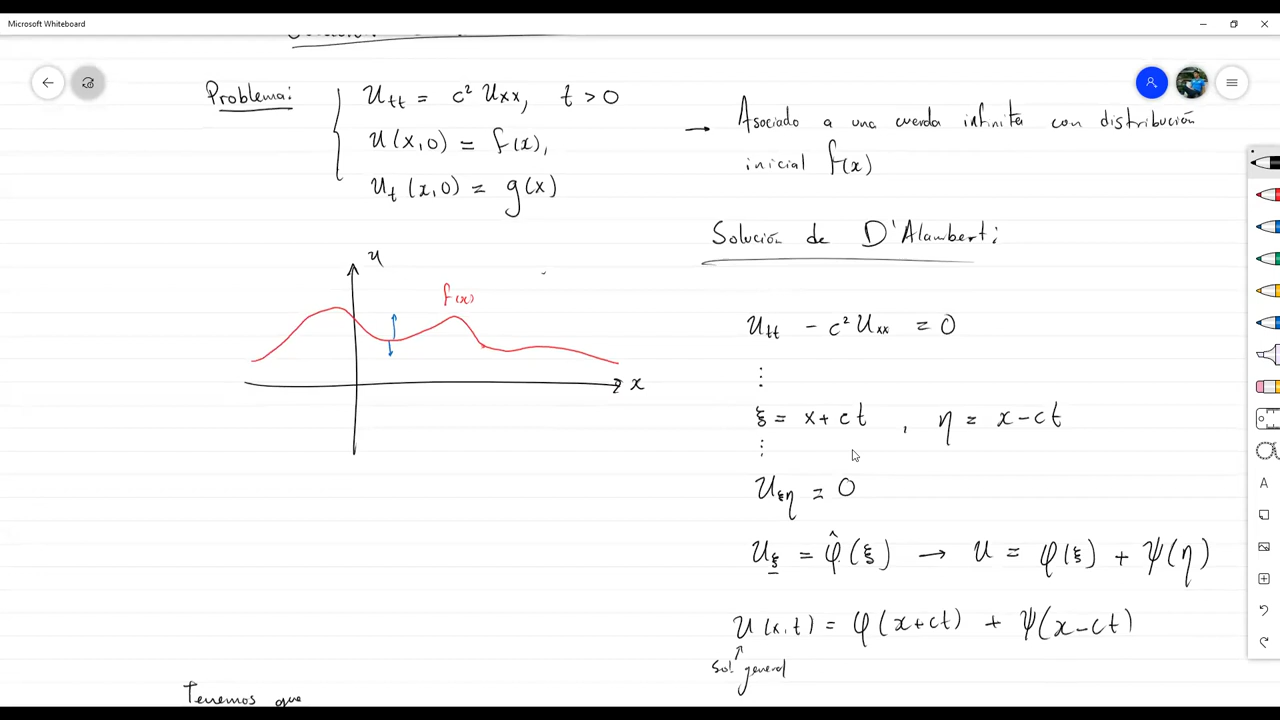 Microsoft Whiteboard
Problema:
u_tt = c² u_xx, t > 0
u(x,0) = f(x),
u_t (x,0) = g(x)
→ Asociado a una cuerda infinita con distribución
inicial f(x)
Solución de D'Alambert:
u
f(x)
x
u_tt - c² u_xx = 0
⋮
ξ = x + ct , η = x - ct
⋮
u_ξη = 0
u_ξ = φ̂(ξ) → u = φ(ξ) + ψ(η)
u(x,t) = φ(x+ct) + ψ(x-ct)
Sol. general
Tenemos que
A